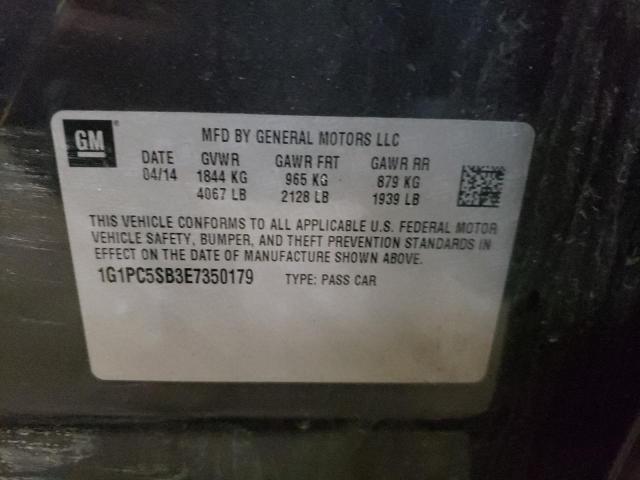 GM ®
MFD BY GENERAL MOTORS LLC
DATE GVWR GAWR FRT GAWR RR
04/14 1844 KG 965 KG 879 KG
4067 LB 2128 LB 1939 LB
THIS VEHICLE CONFORMS TO ALL APPLICABLE U.S. FEDERAL MOTOR
VEHICLE SAFETY, BUMPER, AND THEFT PREVENTION STANDARDS IN
EFFECT ON THE DATE OF MANUFACTURE SHOWN ABOVE.
1G1PC5SB3E7350179 TYPE: PASS CAR